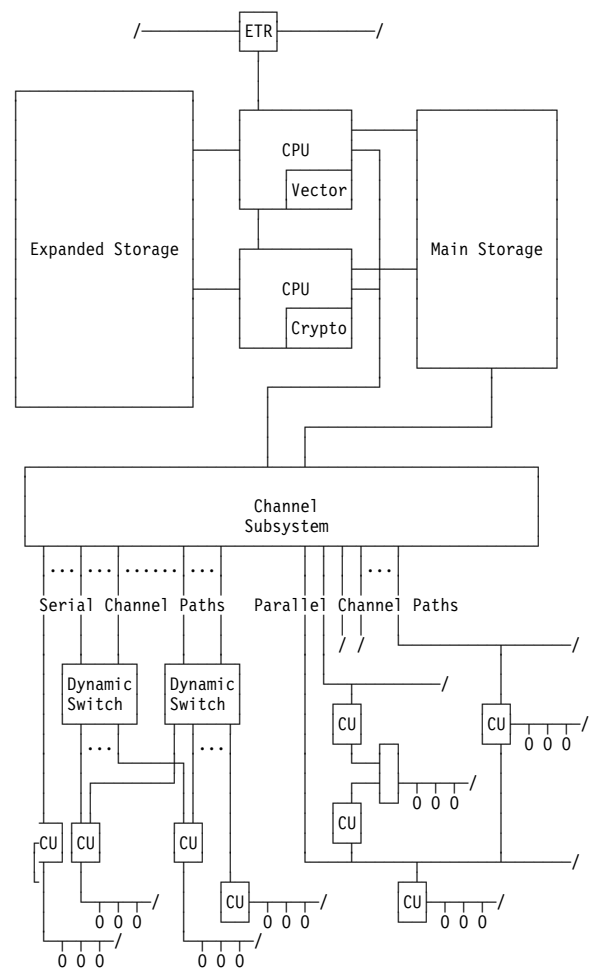 / ETR /
CPU
Vector
Expanded Storage
Main Storage
CPU
Crypto
Channel
Subsystem
... ... ...... ... ...
Serial Channel Paths Parallel Channel Paths
/ / /
Dynamic
Switch
Dynamic
Switch
/
... ...
CU
CU
/
0 0 0
/
0 0 0
CU
CU
CU
CU
/
CU
CU
/
0 0 0
/
0 0 0
/
0 0 0
/
0 0 0
/
0 0 0